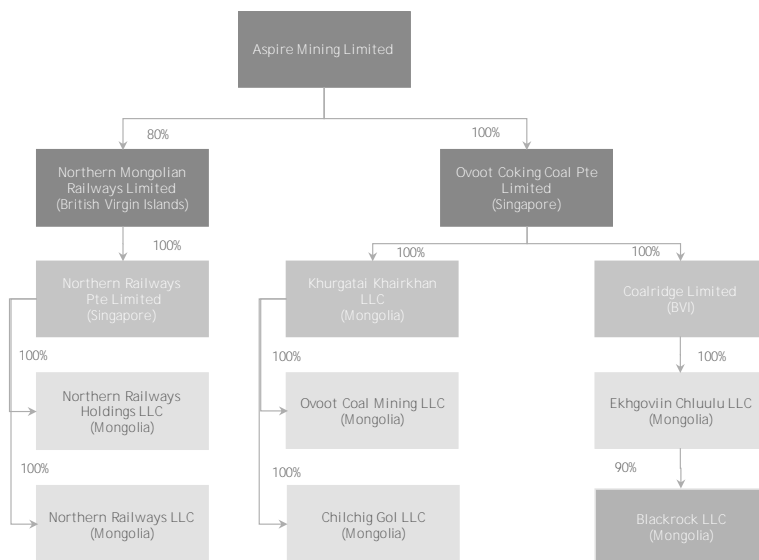 Aspire Mining Limited
80%
100%
Northern Mongolian
Railways Limited
(British Virgin Islands)
Ovoot Coking Coal Pte
Limited
(Singapore)
100%
100%
100%
Northern Railways
Pte Limited
(Singapore)
Khurgatai Khairkhan
LLC
(Mongolia)
Coalridge Limited
(BVI)
100%
100%
100%
Northern Railways
Holdings LLC
(Mongolia)
Ovoot Coal Mining LLC
(Mongolia)
Ekhgoviin Chluulu LLC
(Mongolia)
100%
100%
90%
Northern Railways LLC
(Mongolia)
Chilchig Gol LLC
(Mongolia)
Blackrock LLC
(Mongolia)